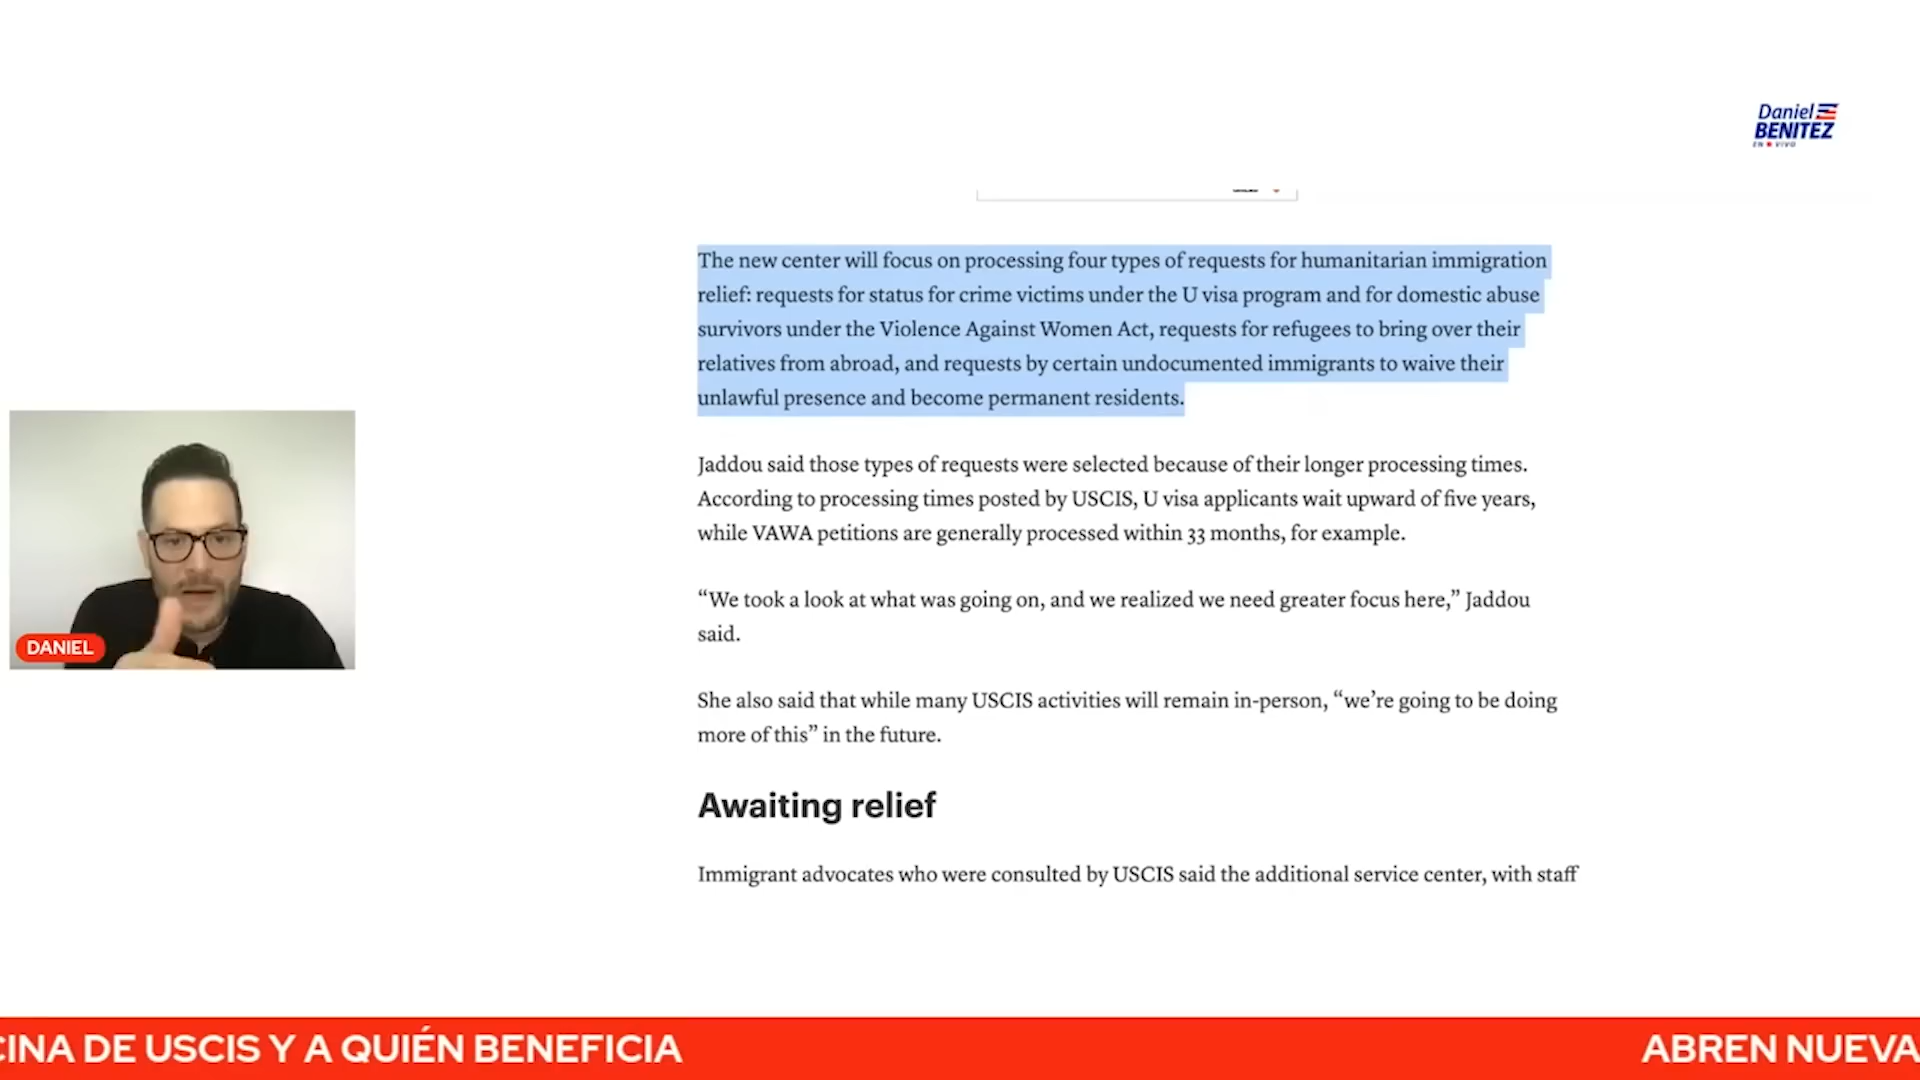 Daniel
BENITEZ
EN VIVO
The new center will focus on processing four types of requests for humanitarian immigration
relief: requests for status for crime victims under the U visa program and for domestic abuse
survivors under the Violence Against Women Act, requests for refugees to bring over their
relatives from abroad, and requests by certain undocumented immigrants to waive their
unlawful presence and become permanent residents.
Jaddou said those types of requests were selected because of their longer processing times.
According to processing times posted by USCIS, U visa applicants wait upward of five years,
while VAWA petitions are generally processed within 33 months, for example.
“We took a look at what was going on, and we realized we need greater focus here,” Jaddou
said.
She also said that while many USCIS activities will remain in-person, “we’re going to be doing
more of this” in the future.
Awaiting relief
Immigrant advocates who were consulted by USCIS said the additional service center, with staff
DANIEL
CINA DE USCIS Y A QUIÉN BENEFICIA
ABREN NUEVA